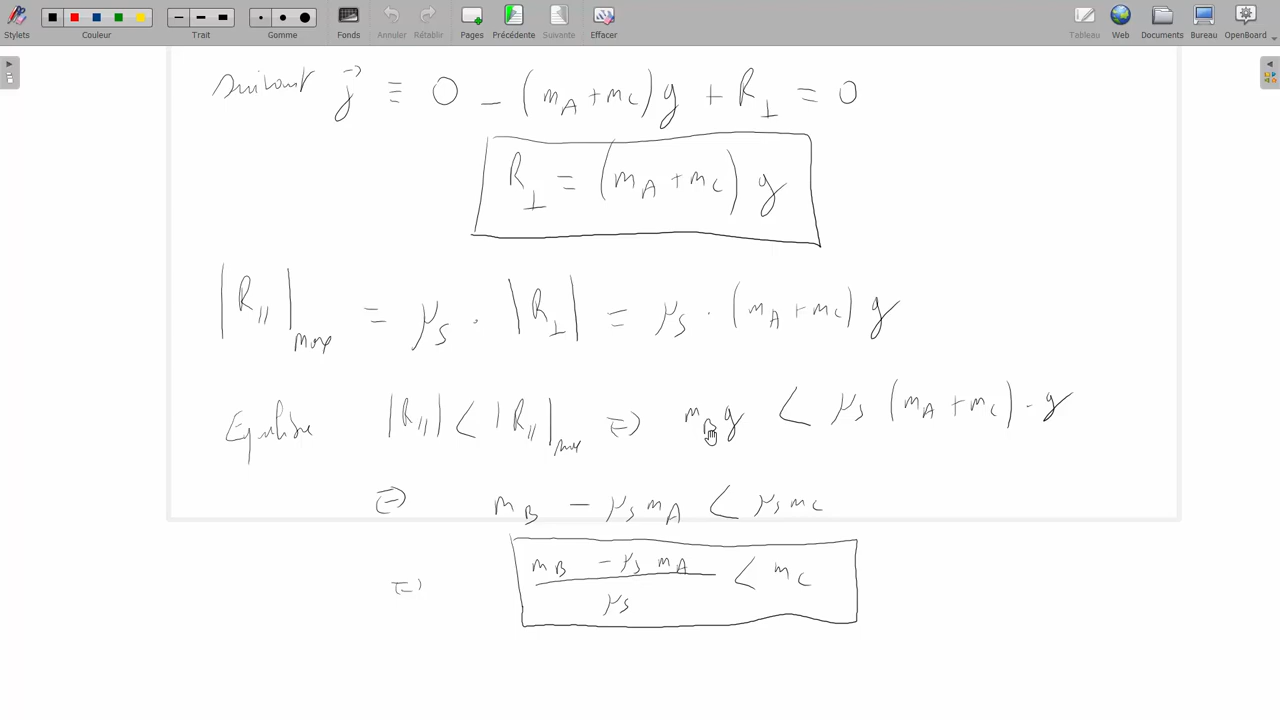 Stylets Couleur Trait Gomme Fonds Annuler Rétablir Pages Précédente Suivante Effacer Tableau Web Documents Bureau OpenBoard
suivant j⃗ ≡ 0 - (mA + mC) g + R⊥ = 0
R⊥ = (mA + mC) g
|R//|max = μs · |R⊥| = μs · (mA + mC) g
Equilibre |R//| < |R//|max => mB g < μs (mA + mC) · g
=> mB - μs mA < μs mC
=> (mB - μs mA) / μs < mC